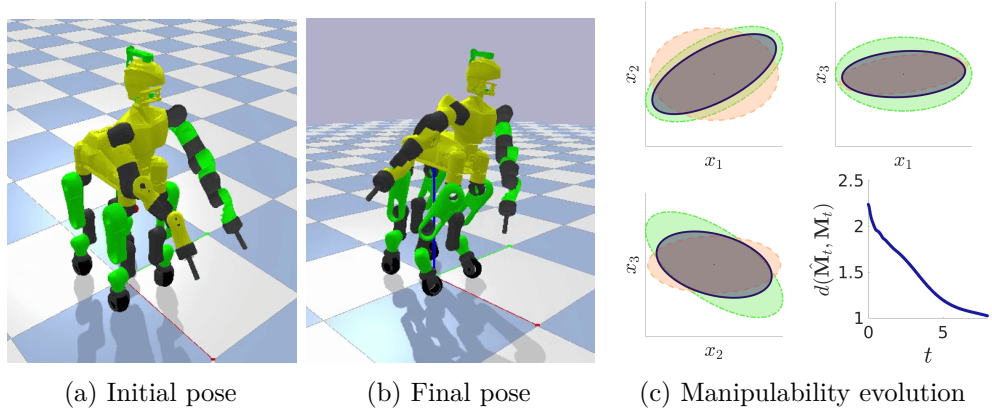 x₂
x₁
x₃
x₁
x₃
x₂
2.5
2
1.5
1
0
5
d(M̂ₜ, Mₜ)
t
(a) Initial pose
(b) Final pose
(c) Manipulability evolution